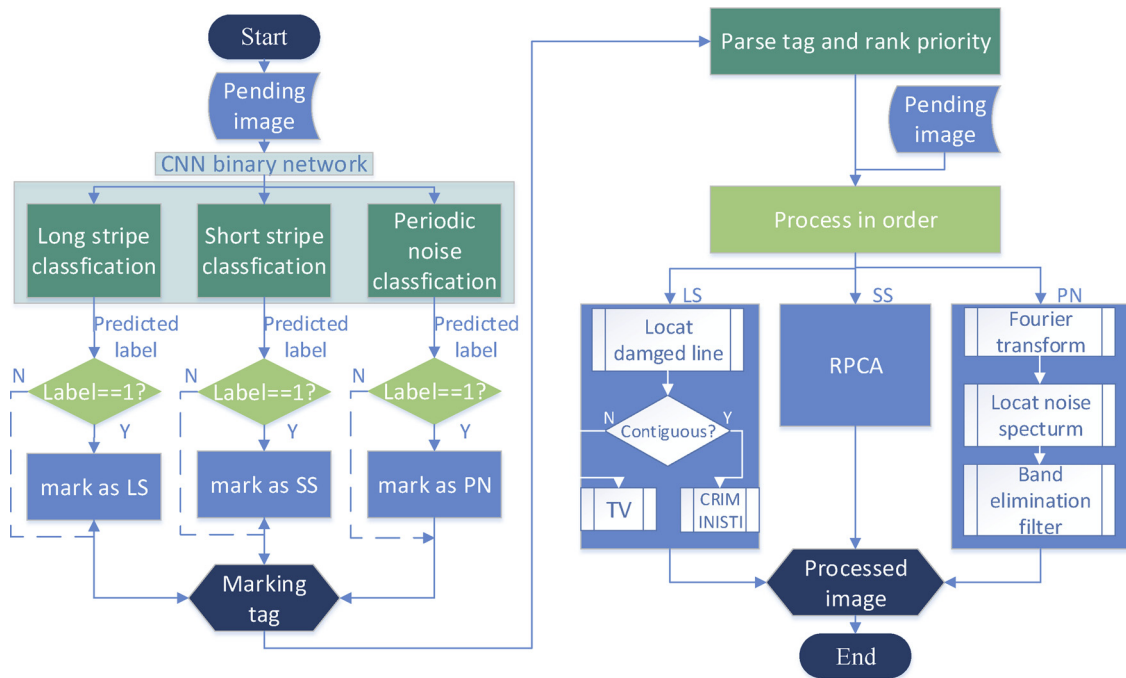 Start
Pending
image
CNN binary network
Long stripe
classfication
Short stripe
classfication
Periodic
noise
classfication
Predicted
label
Predicted
label
Predicted
label
N
Label==1?
Y
N
Label==1?
Y
N
Label==1?
Y
mark as LS
mark as SS
mark as PN
Marking
tag
Parse tag and rank priority
Pending
image
Process in order
LS
SS
PN
Locat
damged line
N
Contiguous?
Y
TV
CRIM
INISTI
RPCA
Fourier
transform
Locat noise
specturm
Band
elimination
filter
Processed
image
End